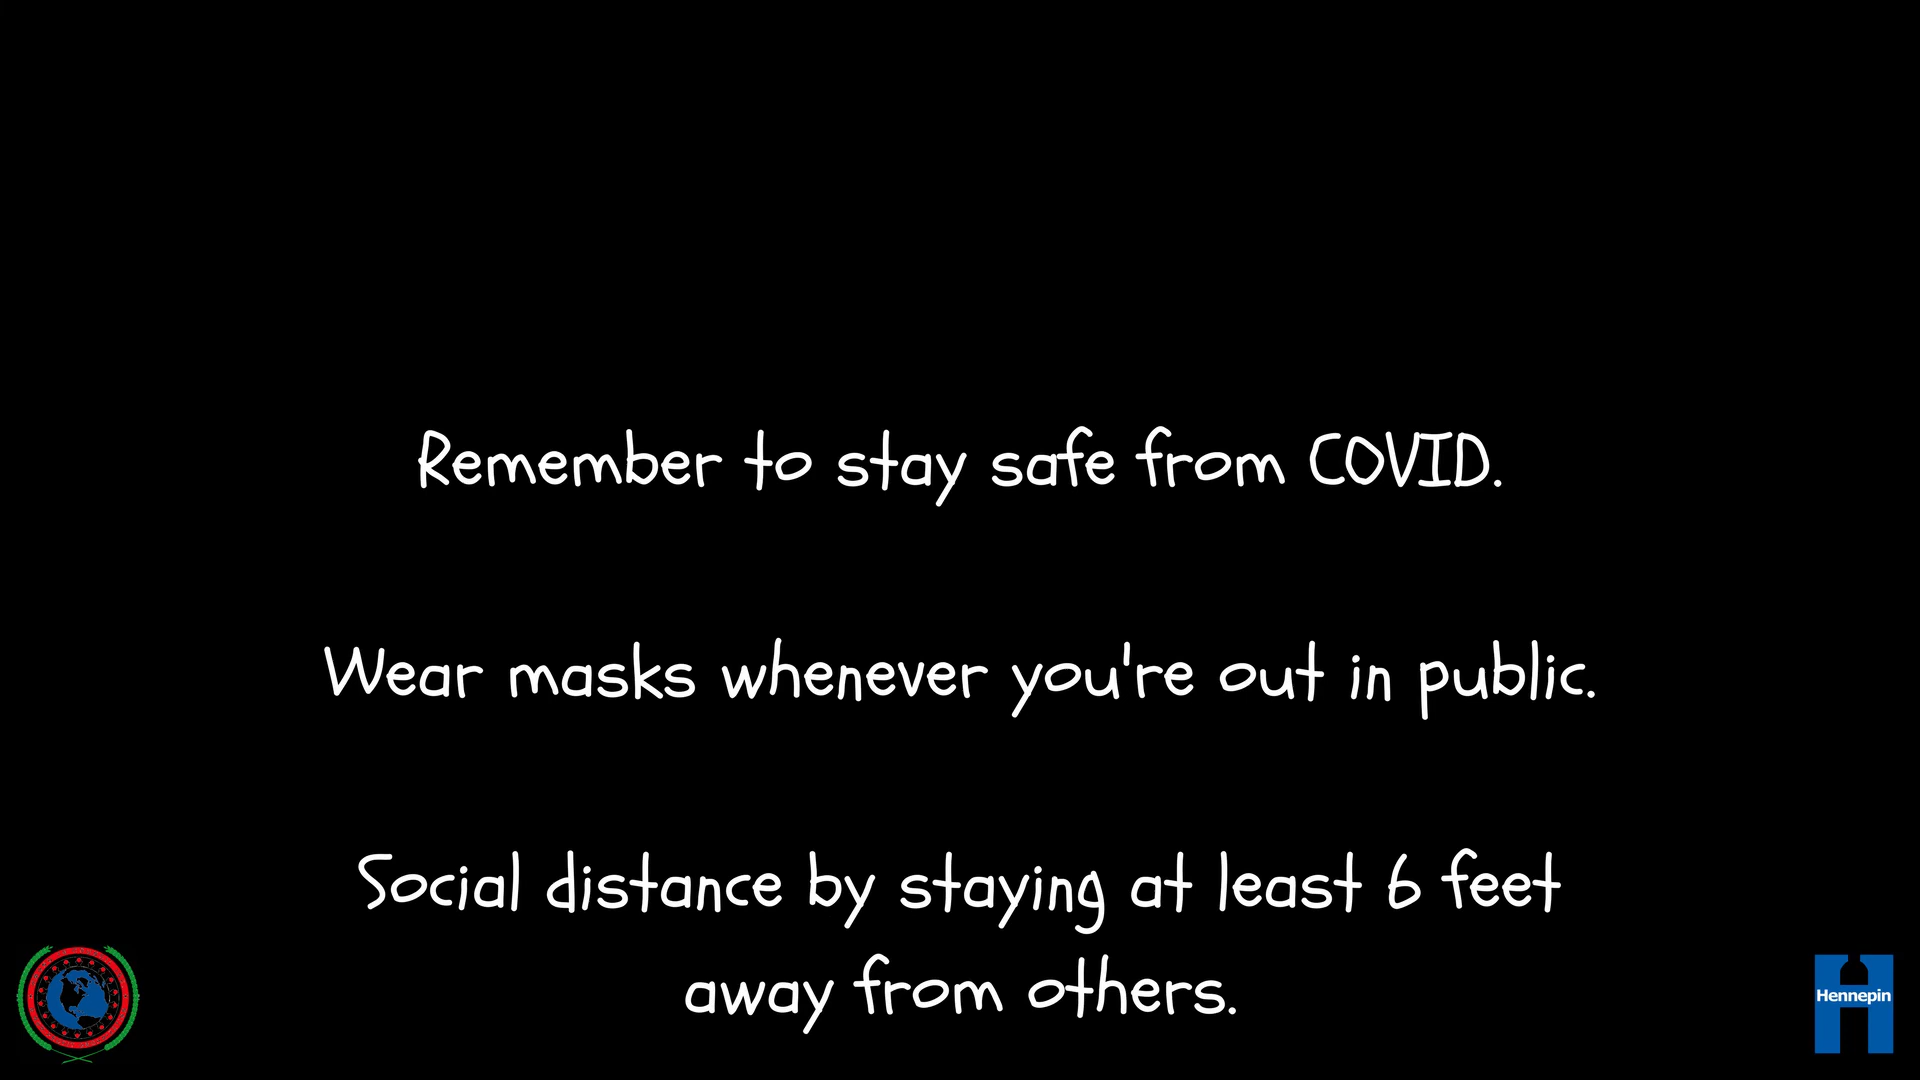 Remember to stay safe from COVID.
Wear masks whenever you're out in public.
Social distance by staying at least 6 feet
away from others.
Hennepin